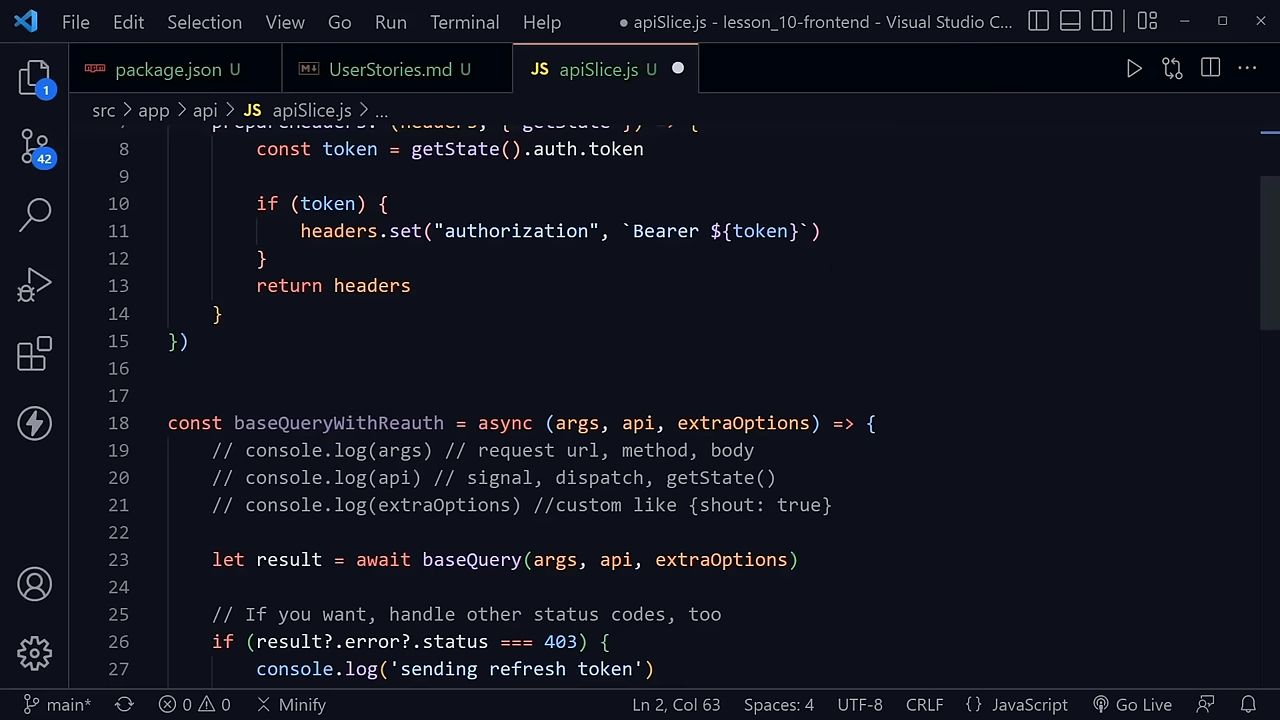 File Edit Selection View Go Run Terminal Help ● apiSlice.js - lesson_10-frontend - Visual Studio C...
package.json U UserStories.md U JS apiSlice.js U
src > app > api > JS apiSlice.js > ...
7 prepareHeaders: (headers, { getState }) => {
8 const token = getState().auth.token
9
10 if (token) {
11 headers.set("authorization", `Bearer ${token}`)
12 }
13 return headers
14 }
15 })
16
17
18 const baseQueryWithReauth = async (args, api, extraOptions) => {
19 // console.log(args) // request url, method, body
20 // console.log(api) // signal, dispatch, getState()
21 // console.log(extraOptions) //custom like {shout: true}
22
23 let result = await baseQuery(args, api, extraOptions)
24
25 // If you want, handle other status codes, too
26 if (result?.error?.status === 403) {
27 console.log('sending refresh token')
1
42
main* 0 0 Minify Ln 2, Col 63 Spaces: 4 UTF-8 CRLF {} JavaScript Go Live